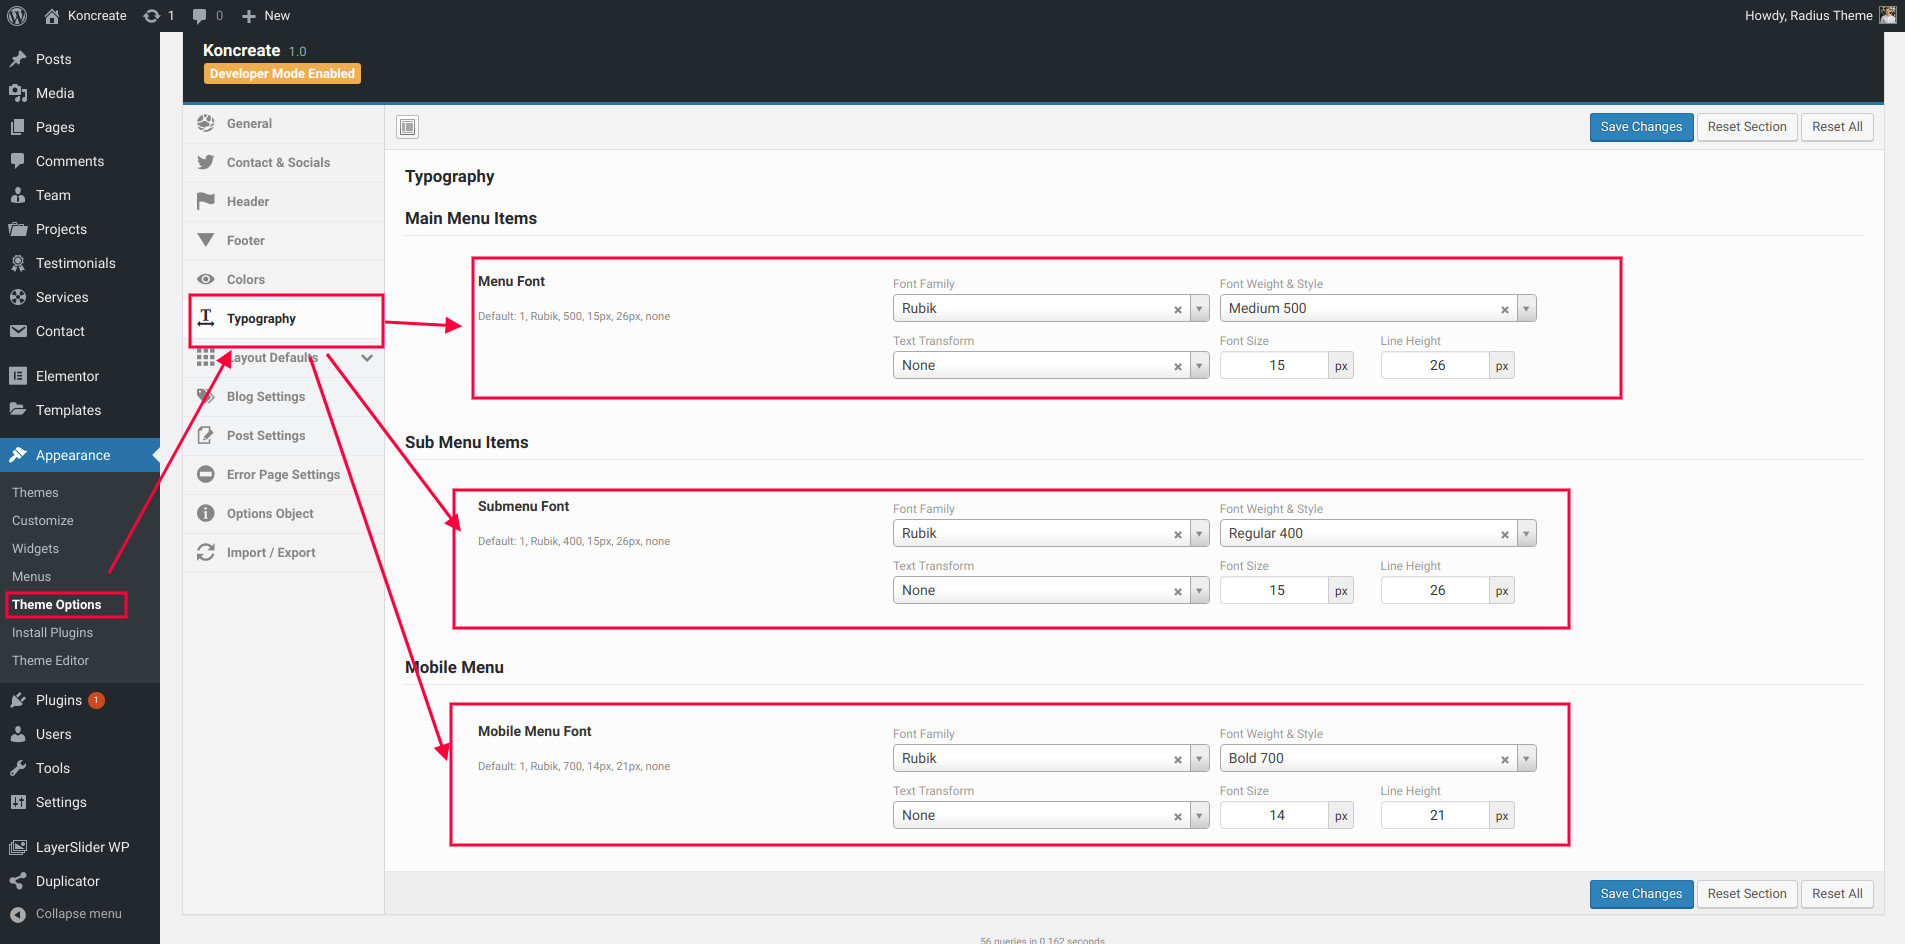 Koncreate
1
0
New
Howdy, Radius Theme
Posts
Media
Pages
Comments
Team
Projects
Testimonials
Services
Contact
Elementor
Templates
Appearance
Themes
Customize
Widgets
Menus
Theme Options
Install Plugins
Theme Editor
Plugins 1
Users
Tools
Settings
LayerSlider WP
Duplicator
Collapse menu
Koncreate 1.0
Developer Mode Enabled
General
Contact & Socials
Header
Footer
Colors
Typography
Layout Defaults
Blog Settings
Post Settings
Error Page Settings
Options Object
Import / Export
Save Changes
Reset Section
Reset All
Typography
Main Menu Items
Menu Font
Default: 1, Rubik, 500, 15px, 26px, none
Font Family
Rubik
Font Weight & Style
Medium 500
Text Transform
None
Font Size
15 px
Line Height
26 px
Sub Menu Items
Submenu Font
Default: 1, Rubik, 400, 15px, 26px, none
Font Family
Rubik
Font Weight & Style
Regular 400
Text Transform
None
Font Size
15 px
Line Height
26 px
Mobile Menu
Mobile Menu Font
Default: 1, Rubik, 700, 14px, 21px, none
Font Family
Rubik
Font Weight & Style
Bold 700
Text Transform
None
Font Size
14 px
Line Height
21 px
Save Changes
Reset Section
Reset All
56 queries in 0.162 seconds